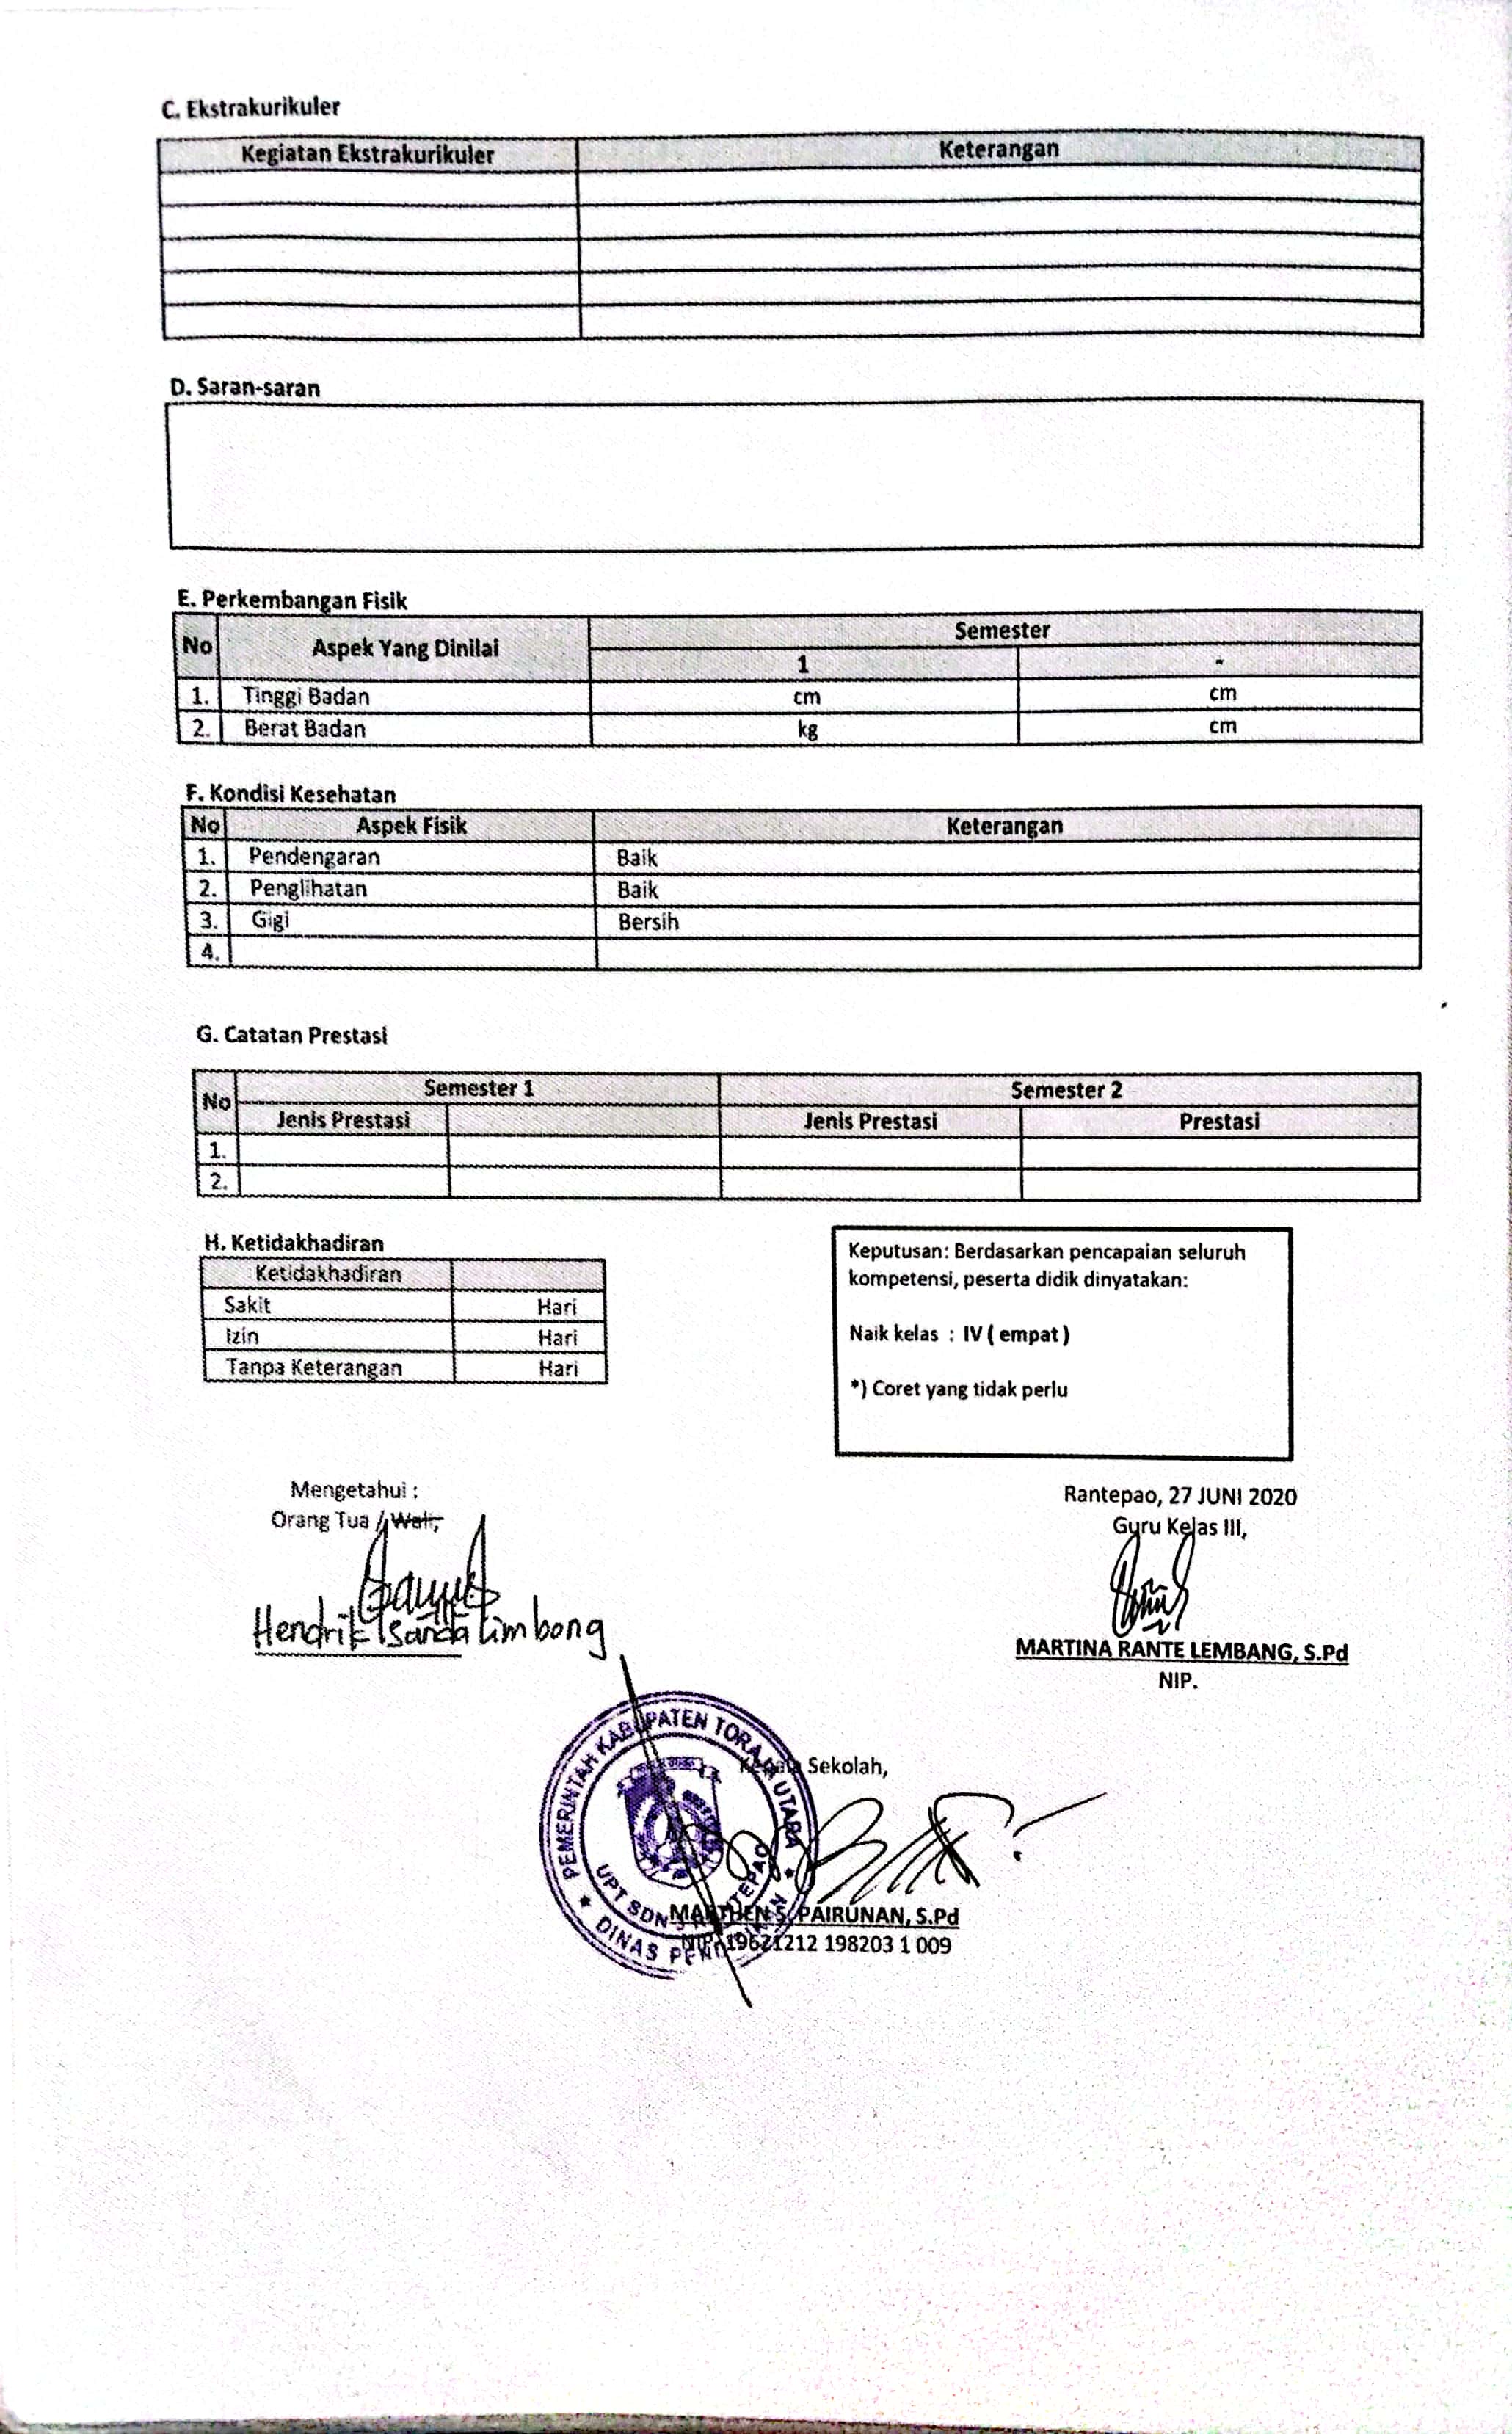 C. Ekstrakurikuler
Kegiatan Ekstrakurikuler Keterangan
D. Saran-saran
E. Perkembangan Fisik
No Aspek Yang Dinilai Semester
1 -
1. Tinggi Badan cm cm
2. Berat Badan kg cm
F. Kondisi Kesehatan
No Aspek Fisik Keterangan
1. Pendengaran Baik
2. Penglihatan Baik
3. Gigi Bersih
4.
G. Catatan Prestasi
No Semester 1 Semester 2
Jenis Prestasi Jenis Prestasi Prestasi
1.
2.
H. Ketidakhadiran
Ketidakhadiran
Sakit Hari
Izin Hari
Tanpa Keterangan Hari
Keputusan: Berdasarkan pencapaian seluruh
kompetensi, peserta didik dinyatakan:
Naik kelas : IV ( empat )
*) Coret yang tidak perlu
Mengetahui :
Orang Tua / Wali,
Hendrik Sanda Limbong
Rantepao, 27 JUNI 2020
Guru Kelas III,
MARTINA RANTE LEMBANG, S.Pd
NIP.
PEMERINTAH KABUPATEN TORAJA UTARA
UPT SDN
DINAS PENDIDIKAN
Kepala Sekolah,
MARTHEN S. PAIRUNAN, S.Pd
NIP. 19621212 198203 1 009